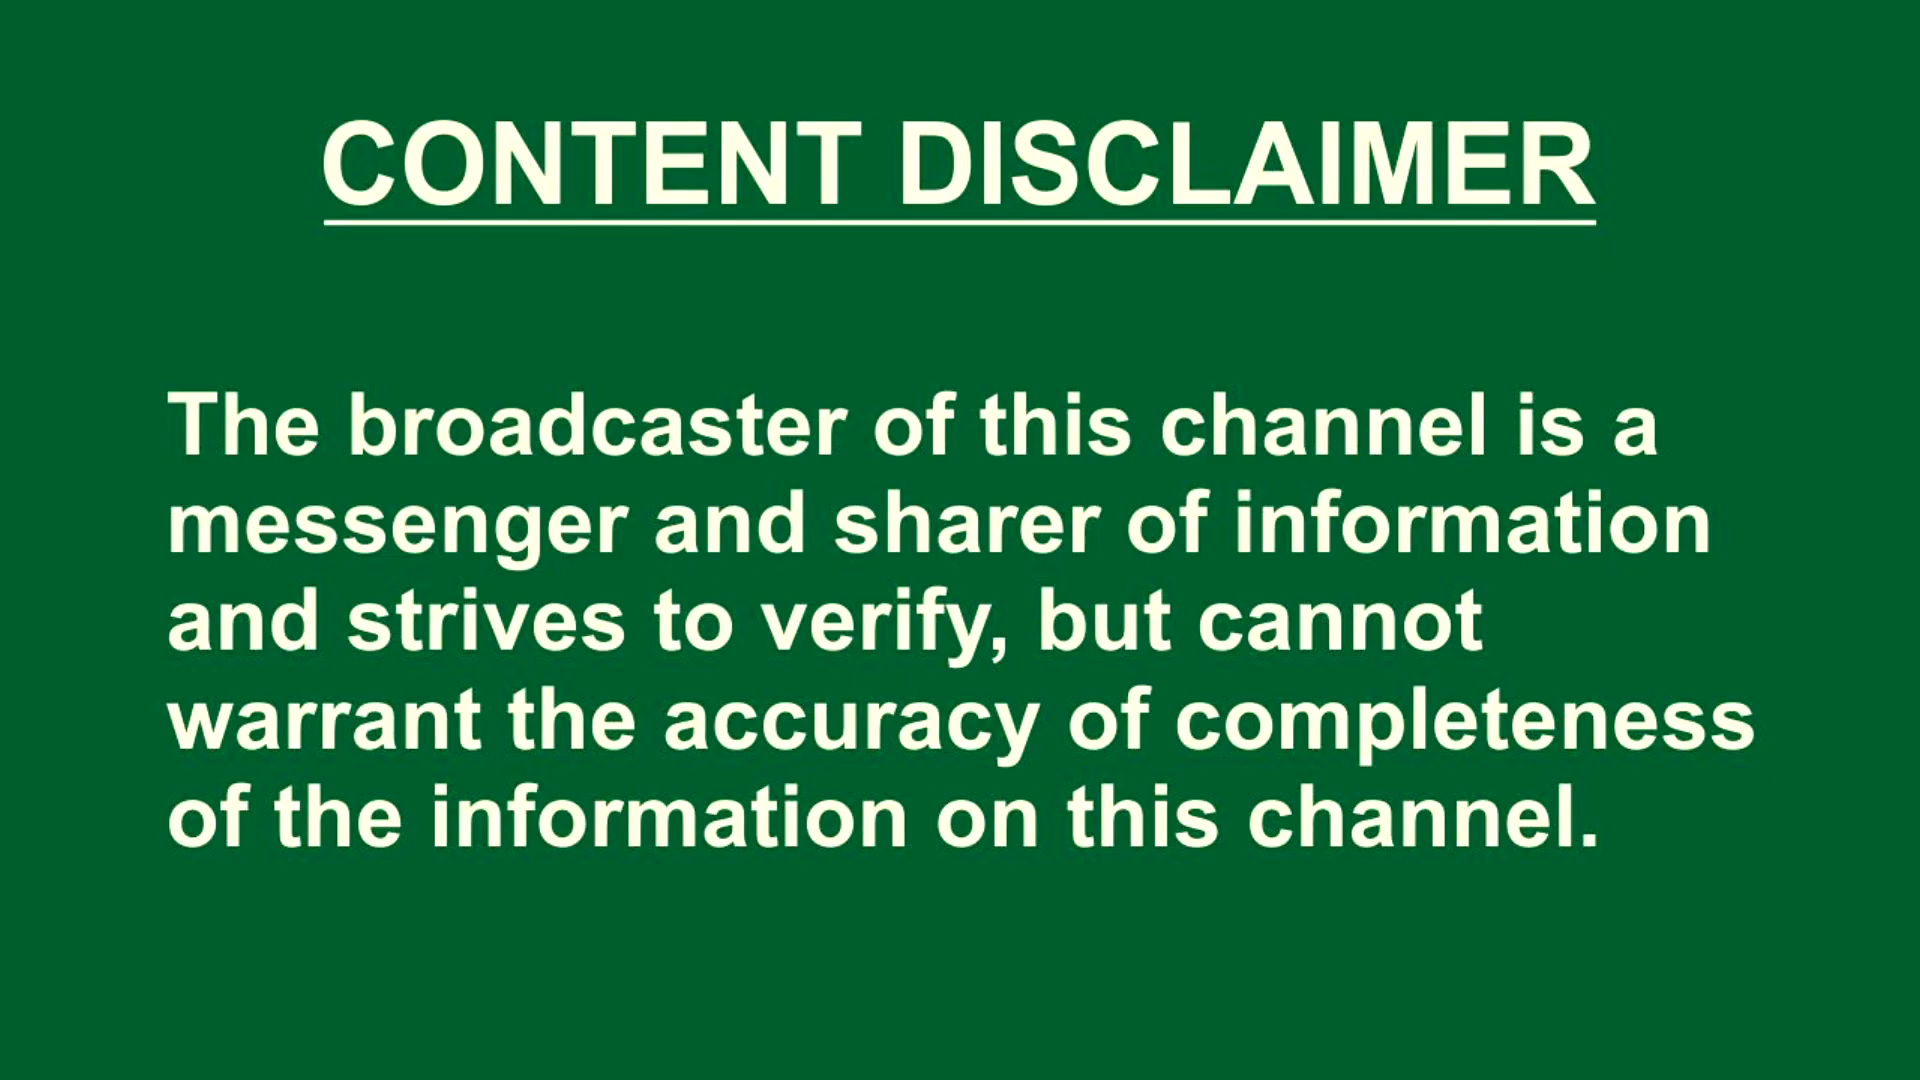 CONTENT DISCLAIMER
The broadcaster of this channel is a
messenger and sharer of information
and strives to verify, but cannot
warrant the accuracy of completeness
of the information on this channel.